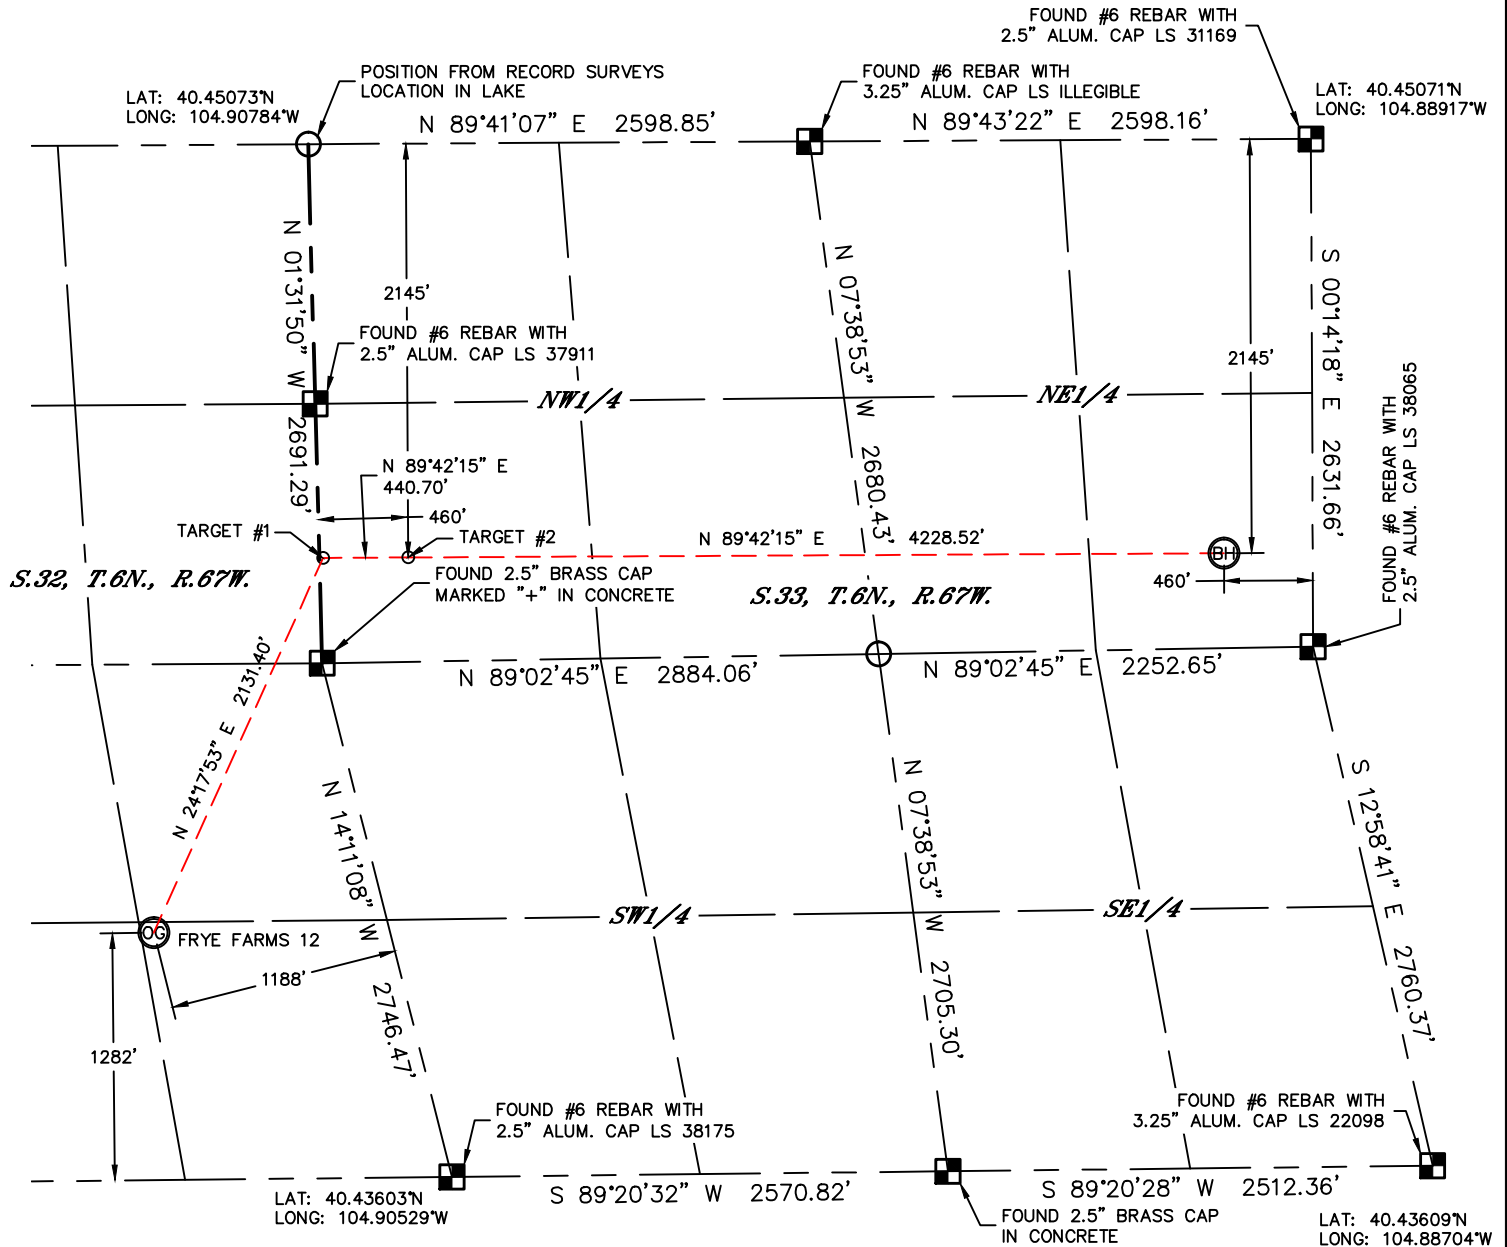 FOUND #6 REBAR WITH
2.5" ALUM. CAP LS 31169
POSITION FROM RECORD SURVEYS
LOCATION IN LAKE
FOUND #6 REBAR WITH
3.25" ALUM. CAP LS ILLEGIBLE
LAT: 40.45073°N
LONG: 104.90784°W
LAT: 40.45071°N
LONG: 104.88917°W
N 89°41'07" E 2598.85'
N 89°43'22" E 2598.16'
N 01°31'50" W 2691.29'
2145'
N 07°38'53" W 2680.43'
2145'
S 00°14'18" E 2631.66'
FOUND #6 REBAR WITH
2.5" ALUM. CAP LS 37911
FOUND #6 REBAR WITH
2.5" ALUM. CAP LS 38065
NW1/4
NE1/4
N 89°42'15" E
440.70'
460'
TARGET #1
TARGET #2
N 89°42'15" E 4228.52'
BH
460'
S.32, T.6N., R.67W.
FOUND 2.5" BRASS CAP
MARKED "+" IN CONCRETE
S.33, T.6N., R.67W.
N 89°02'45" E 2884.06'
N 89°02'45" E 2252.65'
N 24°17'53" E 2131.40'
N 14°11'08" W 2746.47'
N 07°38'53" W 2705.30'
S 12°58'41" E 2760.37'
SW1/4
SE1/4
OG
FRYE FARMS 12
1188'
1282'
FOUND #6 REBAR WITH
2.5" ALUM. CAP LS 38175
FOUND #6 REBAR WITH
3.25" ALUM. CAP LS 22098
S 89°20'32" W 2570.82'
S 89°20'28" W 2512.36'
LAT: 40.43603°N
LONG: 104.90529°W
FOUND 2.5" BRASS CAP
IN CONCRETE
LAT: 40.43609°N
LONG: 104.88704°W